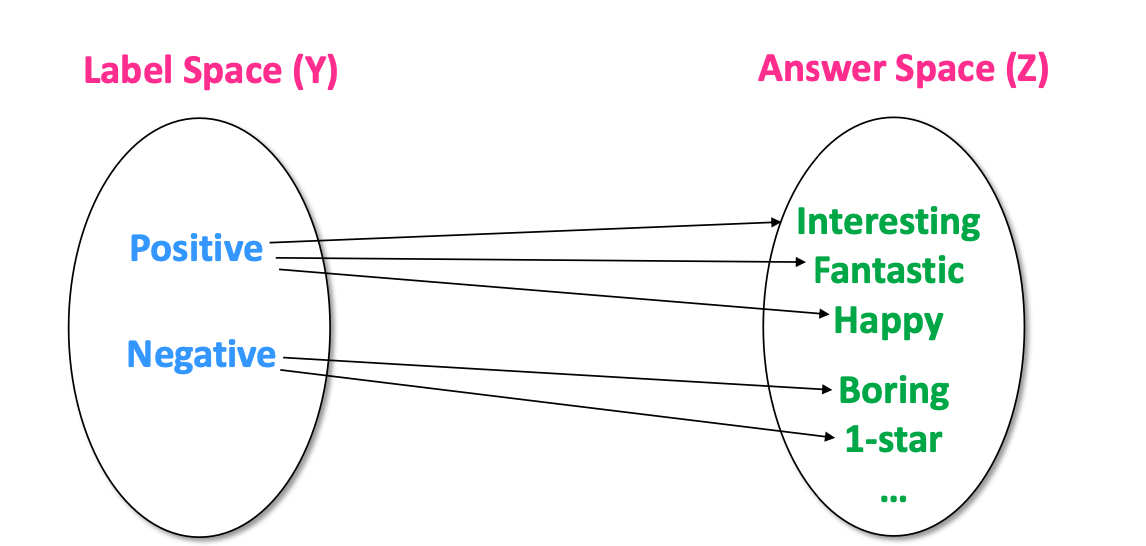 Label Space (Y)
Answer Space (Z)
Positive
Negative
Interesting
Fantastic
Happy
Boring
1-star
...